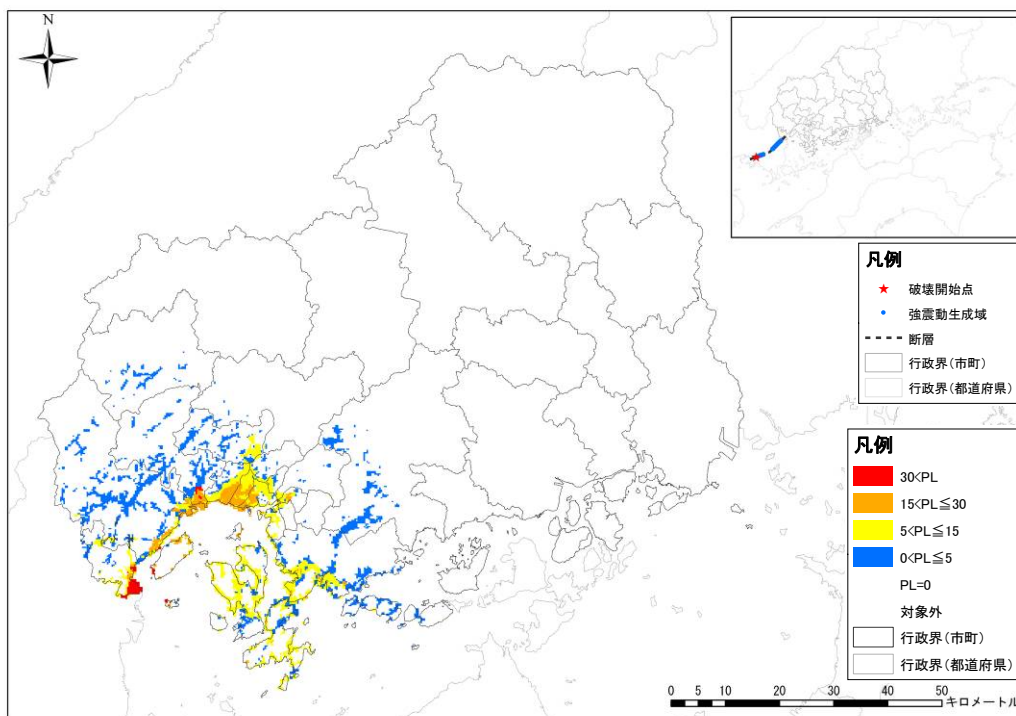 N
凡例
破壊開始点
強震動生成域
断層
行政界(市町)
行政界(都道府県)
凡例
30<PL
15<PL≦30
5<PL≦15
0<PL≦5
PL=0
対象外
行政界(市町)
行政界(都道府県)
0 5 10 20 30 40 50 キロメートル